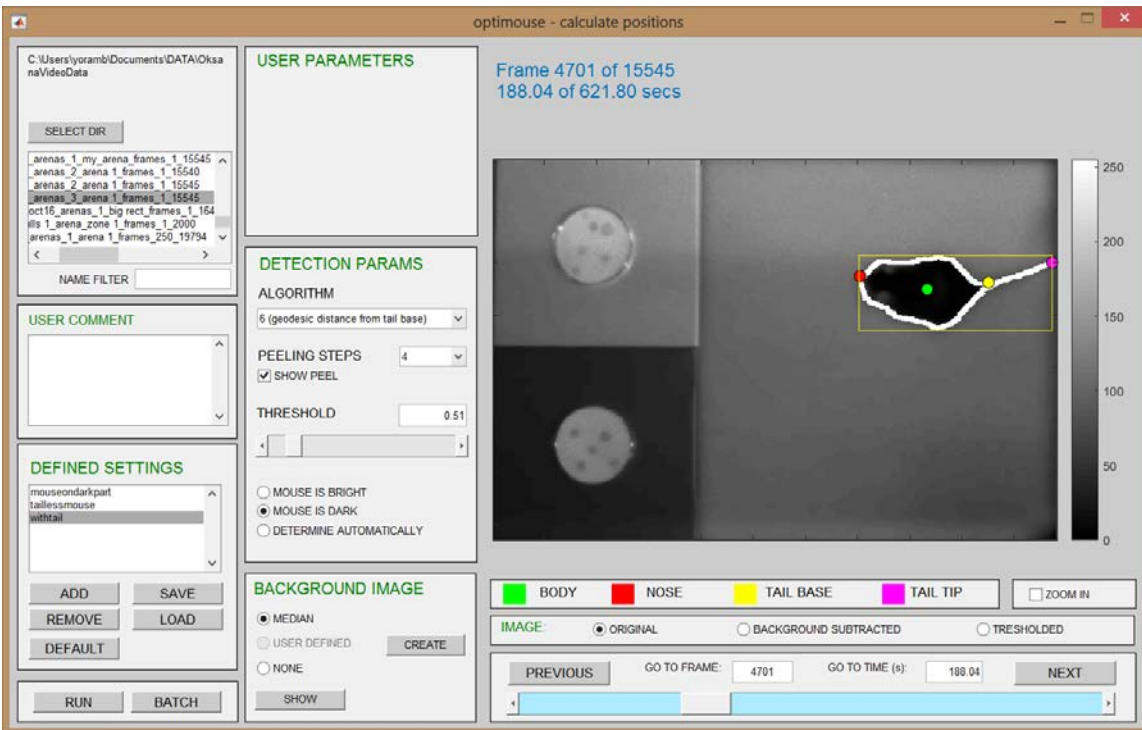 optimouse - calculate positions
C:\Users\yoramb\Documents\DATA\Oksa
naVideoData
SELECT DIR
_arenas_1_my_arena_frames_1_15545
_arenas_2_arena 1_frames_1_15540
_arenas_2_arena 1_frames_1_15545
_arenas_3_arena 1_frames_1_15545
oct16_arenas_1_big rect_frames_1_164
ills 1_arena_zone 1_frames_1_2000
arenas_1_arena 1_frames_250_19794
NAME FILTER
USER COMMENT
DEFINED SETTINGS
mouseondarkpart
taillessmouse
withtail
ADD SAVE
REMOVE LOAD
DEFAULT
RUN BATCH
USER PARAMETERS
DETECTION PARAMS
ALGORITHM
6 (geodesic distance from tail base)
PEELING STEPS 4
SHOW PEEL
THRESHOLD 0.51
MOUSE IS BRIGHT
MOUSE IS DARK
DETERMINE AUTOMATICALLY
BACKGROUND IMAGE
MEDIAN
USER DEFINED CREATE
NONE
SHOW
Frame 4701 of 15545
188.04 of 621.80 secs
250
200
150
100
50
0
BODY NOSE TAIL BASE TAIL TIP ZOOM IN
IMAGE: ORIGINAL BACKGROUND SUBTRACTED TRESHOLDED
PREVIOUS GO TO FRAME: 4701 GO TO TIME (s): 188.04 NEXT